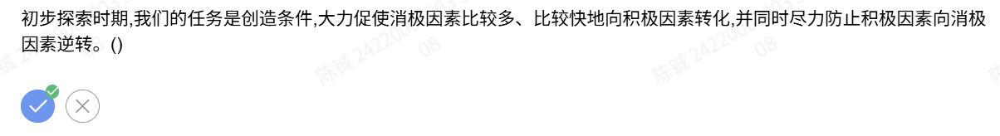 初步探索时期,我们的任务是创造条件,大力促使消极因素比较多、比较快地向积极因素转化,并同时尽力防止积极因素向消极
因素逆转。()